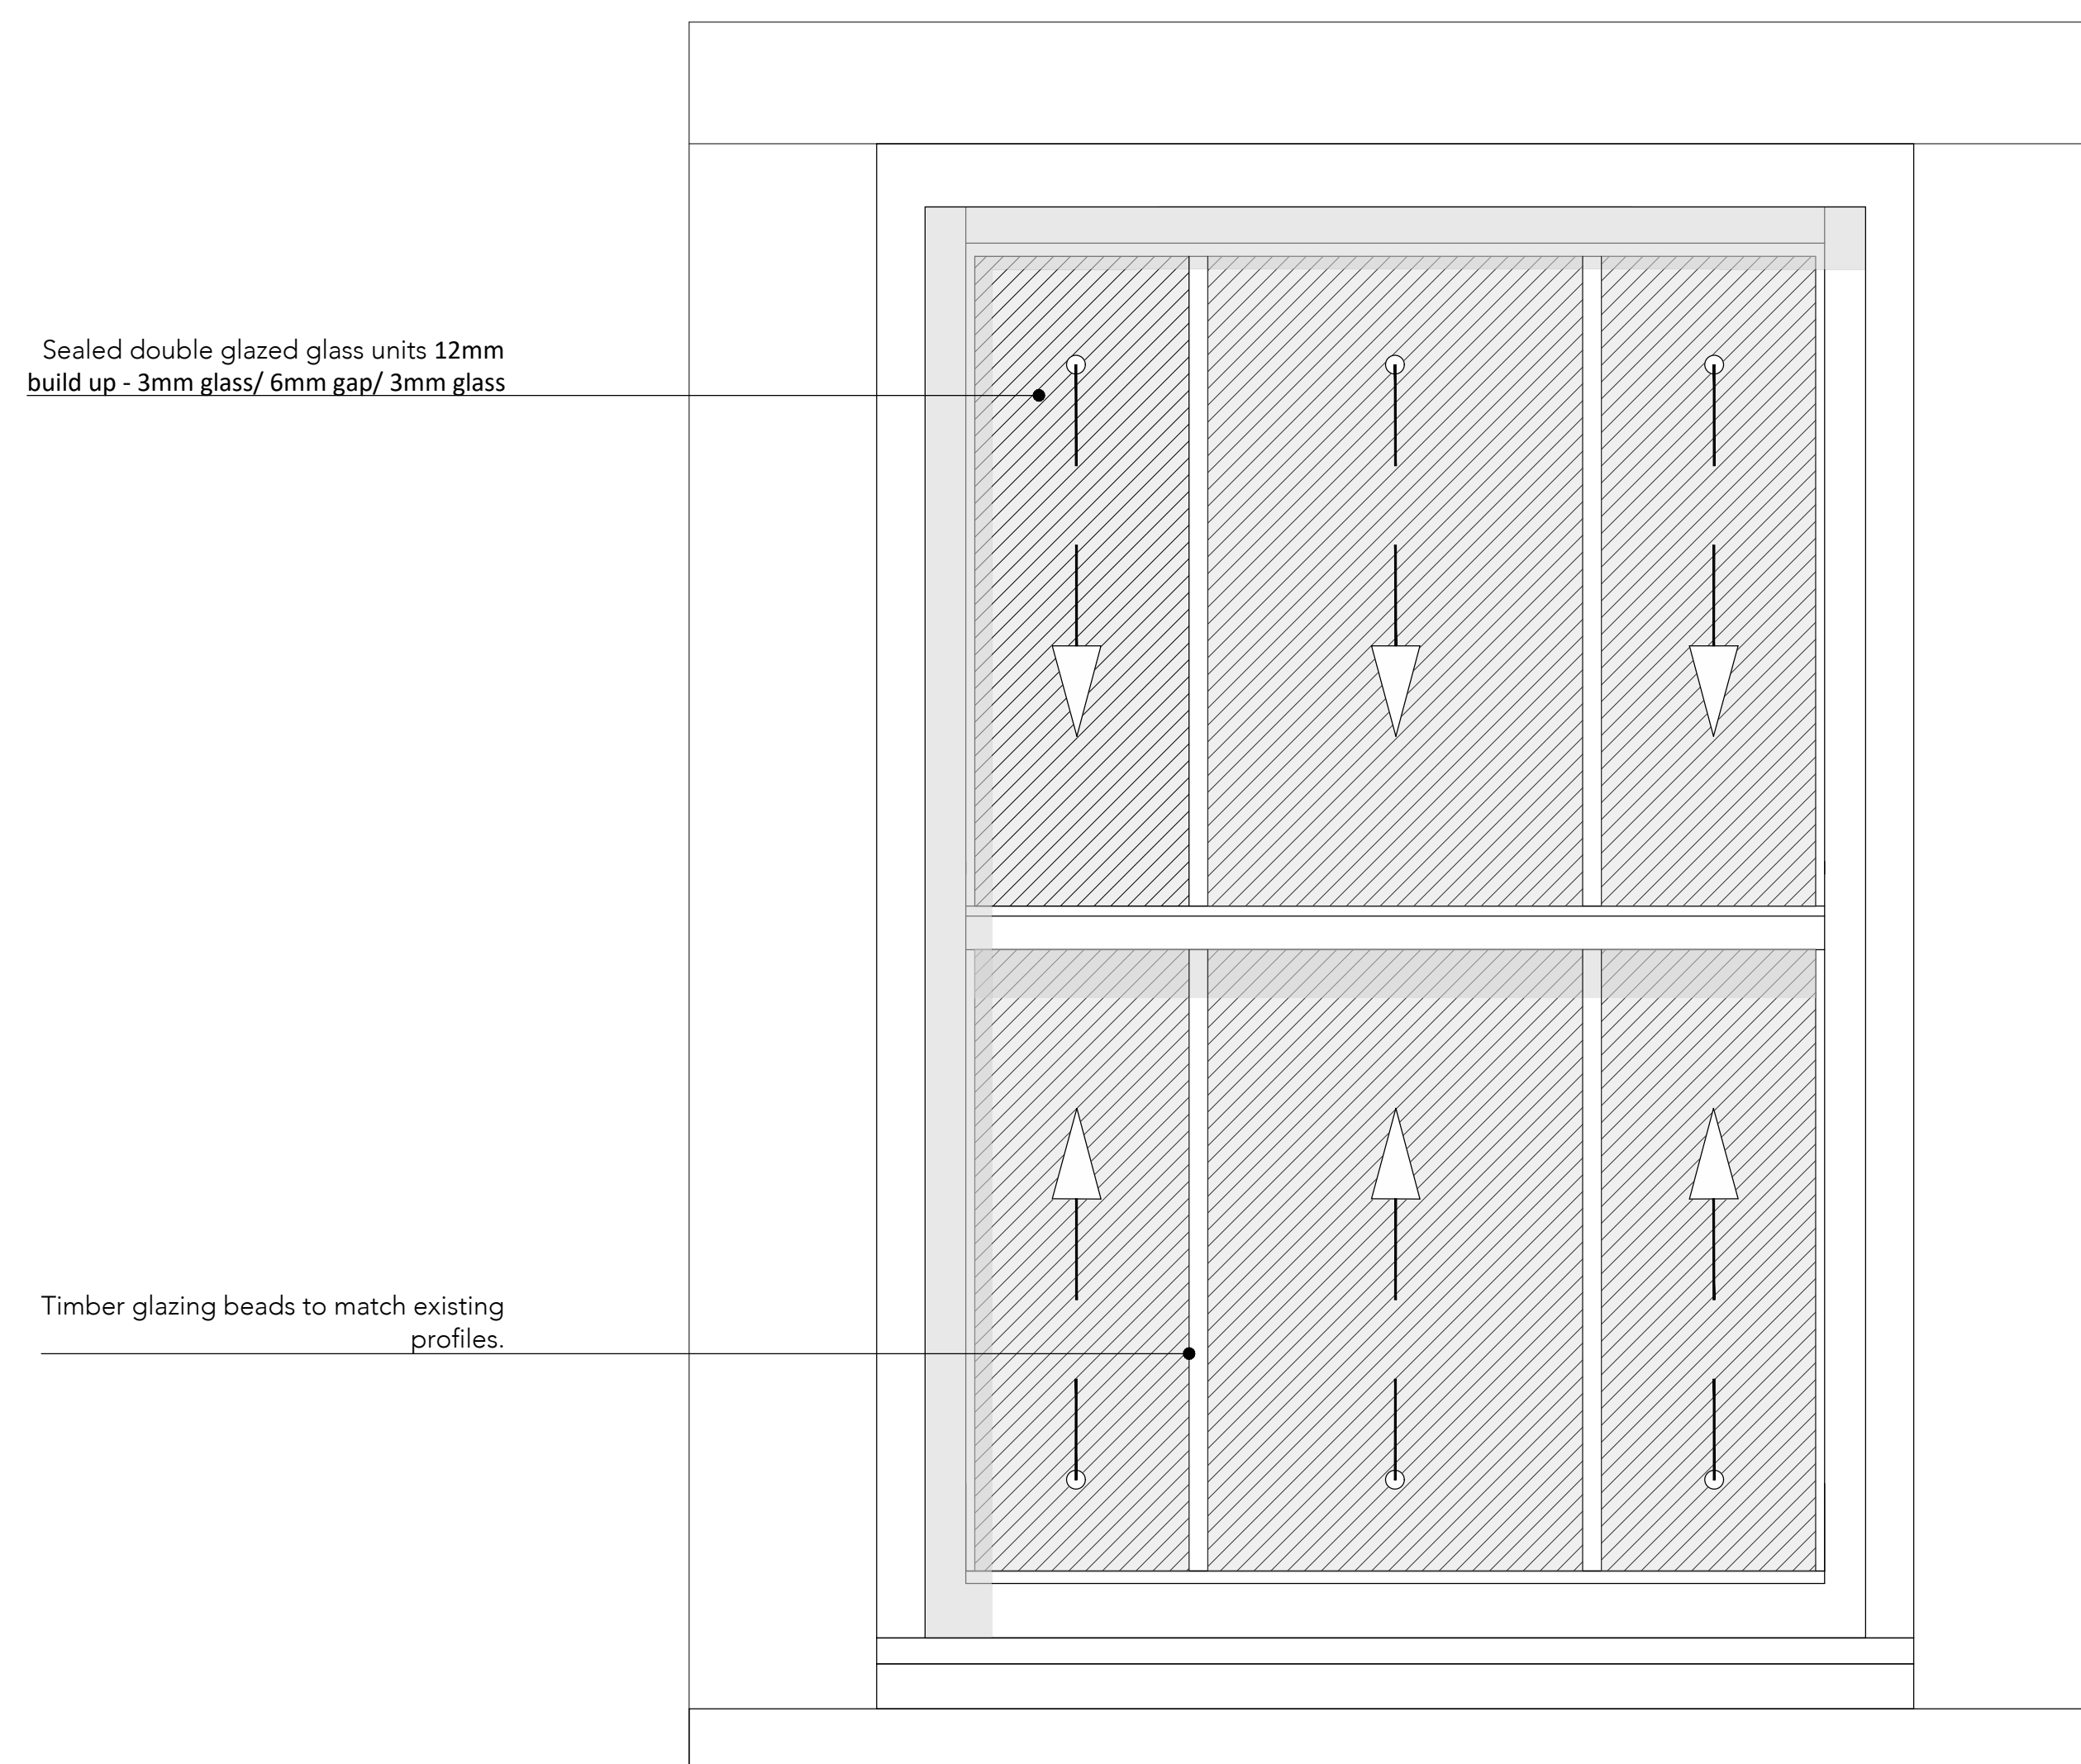 Sealed double glazed glass units 12mm
build up - 3mm glass/ 6mm gap/ 3mm glass
Timber glazing beads to match existing
profiles.